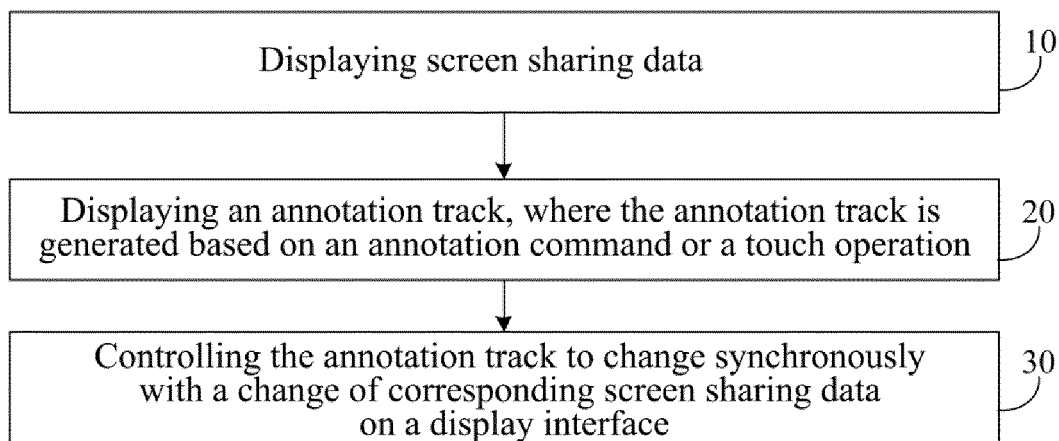 Displaying screen sharing data
10
Displaying an annotation track, where the annotation track is
generated based on an annotation command or a touch operation
20
Controlling the annotation track to change synchronously
with a change of corresponding screen sharing data
on a display interface
30